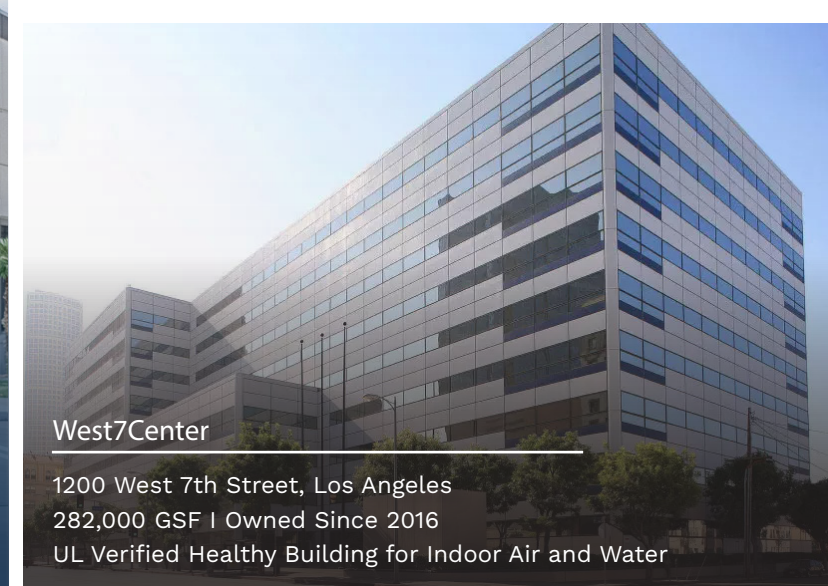 West7Center
1200 West 7th Street, Los Angeles
282,000 GSF I Owned Since 2016
UL Verified Healthy Building for Indoor Air and Water